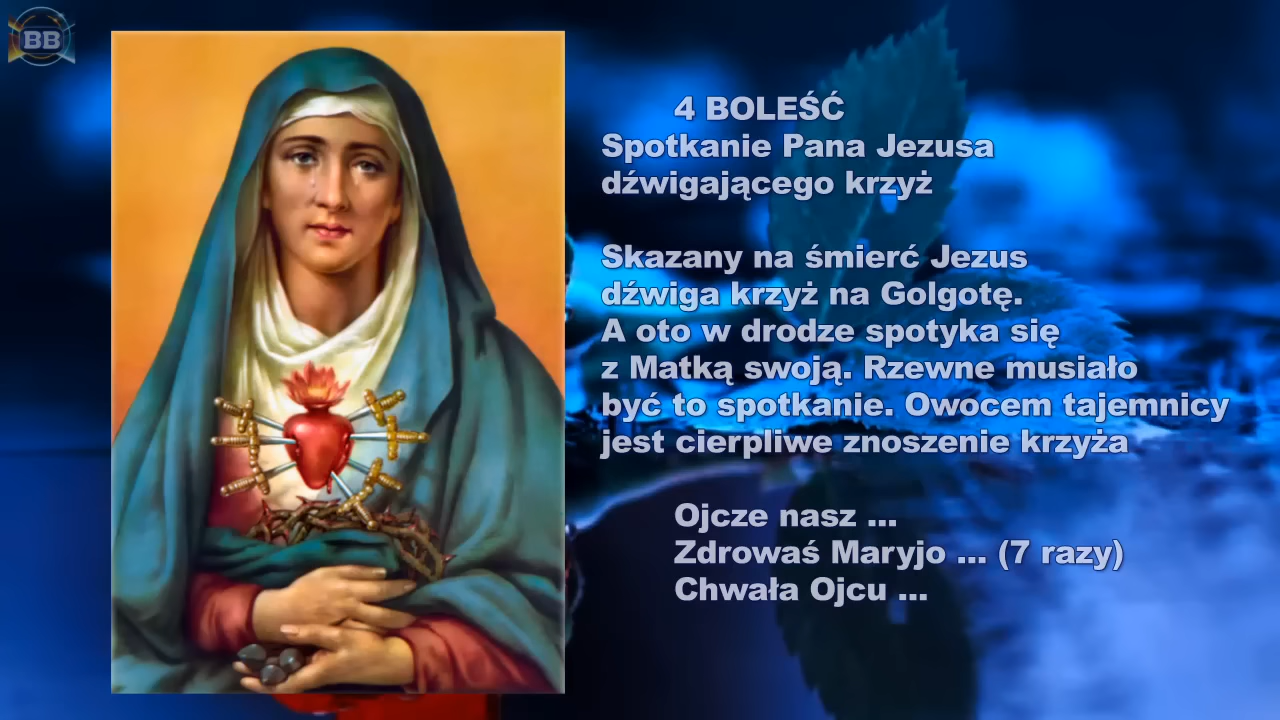 BB
4 BOLEŚĆ
Spotkanie Pana Jezusa
dźwigającego krzyż
Skazany na śmierć Jezus
dźwiga krzyż na Golgotę.
A oto w drodze spotyka się
z Matką swoją. Rzewne musiało
być to spotkanie. Owocem tajemnicy
jest cierpliwe znoszenie krzyża
Ojcze nasz ...
Zdrowaś Maryjo ... (7 razy)
Chwała Ojcu ...